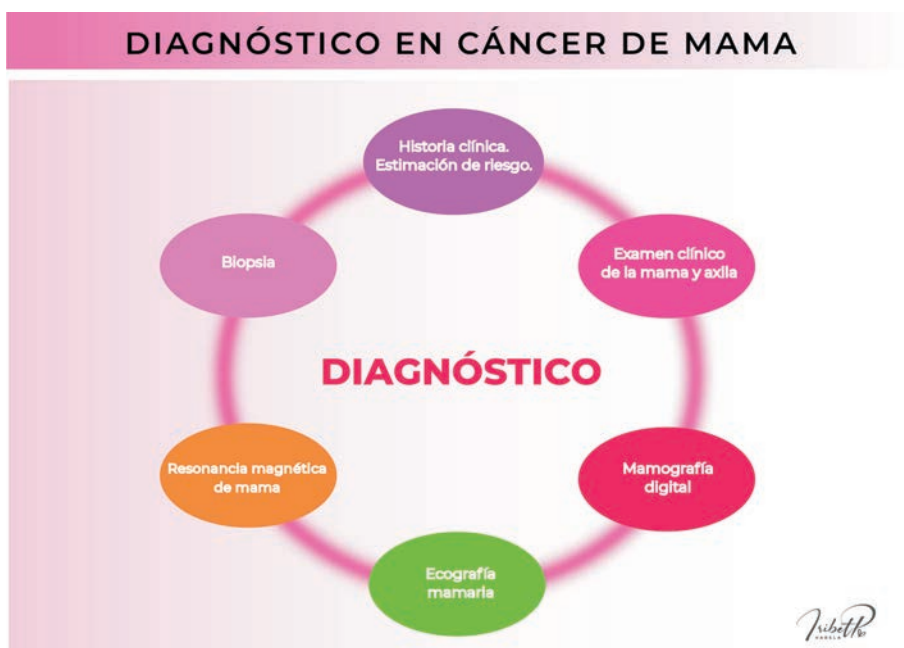 DIAGNÓSTICO EN CÁNCER DE MAMA
Historia clínica.
Estimación de riesgo.
Examen clínico
de la mama y axila
Mamografía
digital
Ecografía
mamaria
Resonancia magnética
de mama
Biopsia
DIAGNÓSTICO